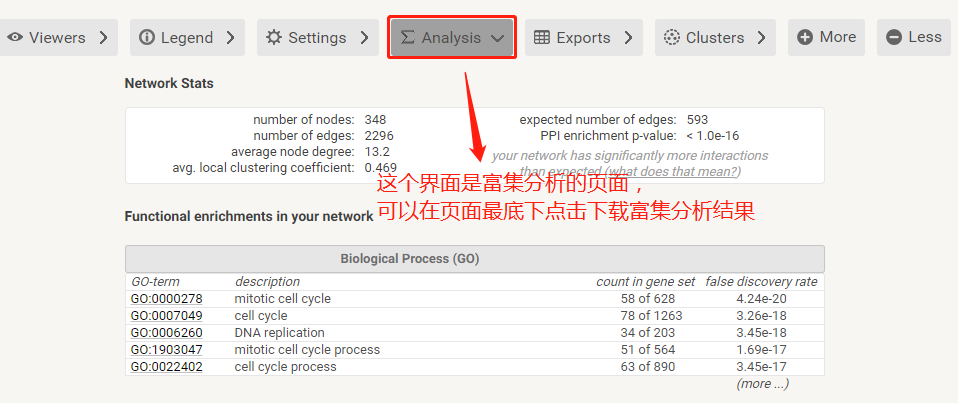 Viewers Legend Settings Analysis Exports Clusters More Less
Network Stats
number of nodes: 348 expected number of edges: 593
number of edges: 2296 PPI enrichment p-value: < 1.0e-16
average node degree: 13.2 your network has significantly more interactions
avg. local clustering coefficient: 0.469 than expected (what does that mean?)
这个界面是富集分析的页面，
可以在页面最底下点击下载富集分析结果
Functional enrichments in your network
Biological Process (GO)
GO-term description count in gene set false discovery rate
GO:0000278 mitotic cell cycle 58 of 628 4.24e-20
GO:0007049 cell cycle 78 of 1263 3.26e-18
GO:0006260 DNA replication 34 of 203 3.45e-18
GO:1903047 mitotic cell cycle process 51 of 564 1.69e-17
GO:0022402 cell cycle process 63 of 890 3.45e-17
(more ...)